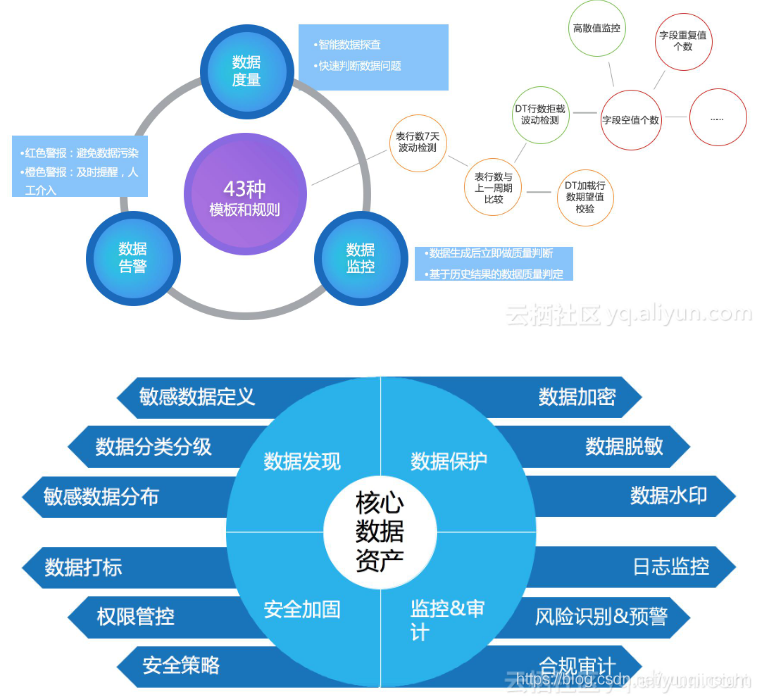 数据
度量
•智能数据探查
•快速判断数据问题
•红色警报：避免数据污染
•橙色警报：及时提醒，人
工介入
43种
模板和规则
数据
告警
数据
监控
•数据生成后立即做质量判断
•基于历史结果的数据质量判定
表行数7天
波动检测
表行数与
上一周期
比较
DT行数拒载
波动检测
DT加载行
数期望值
校验
高散值监控
字段重复值
个数
字段空值个数
......
云栖社区 yq.aliyun.com
敏感数据定义
数据分类分级
敏感数据分布
数据打标
权限管控
安全策略
数据发现
数据保护
核心
数据
资产
安全加固
监控&审
计
数据加密
数据脱敏
数据水印
日志监控
风险识别&预警
合规审计
云栖社区